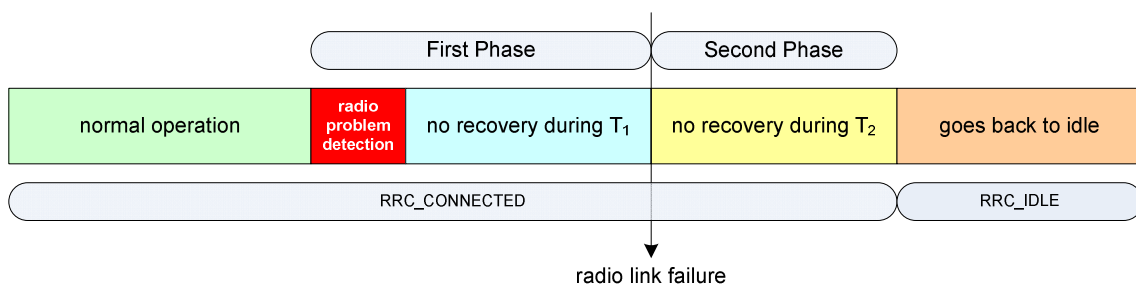 First Phase
Second Phase
normal operation
radio
problem
detection
no recovery during T₁
no recovery during T₂
goes back to idle
RRC_CONNECTED
RRC_IDLE
radio link failure